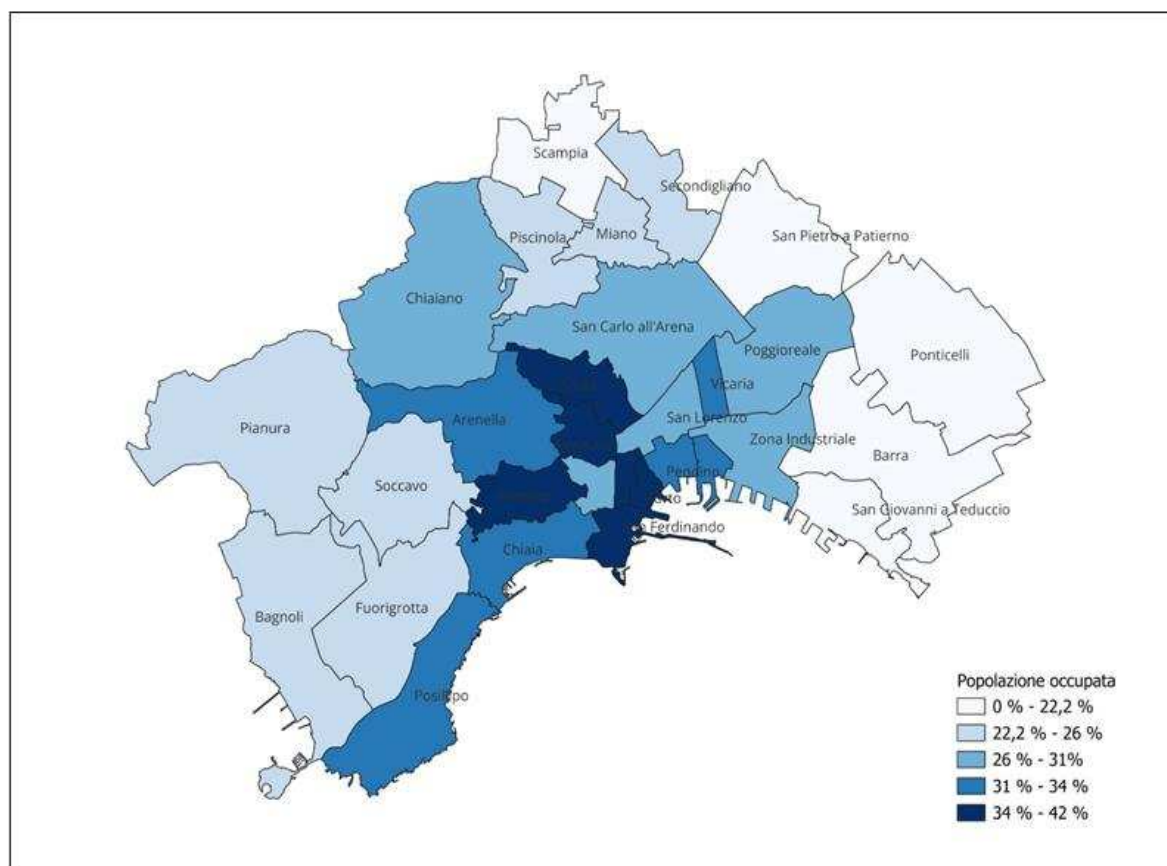 Scampia
Secondigliano
Piscinola
Miano
San Pietro a Patierno
Chiaiano
San Carlo all'Arena
Poggioreale
Ponticelli
Vicaria
Arenella
San Lorenzo
Pianura
Zona Industriale
Barra
Soccavo
Pendino
San Giovanni a Teduccio
Ferdinando
Chiaia
Fuorigrotta
Bagnoli
Posillipo
Popolazione occupata
0 % - 22,2 %
22,2 % - 26 %
26 % - 31%
31 % - 34 %
34 % - 42 %